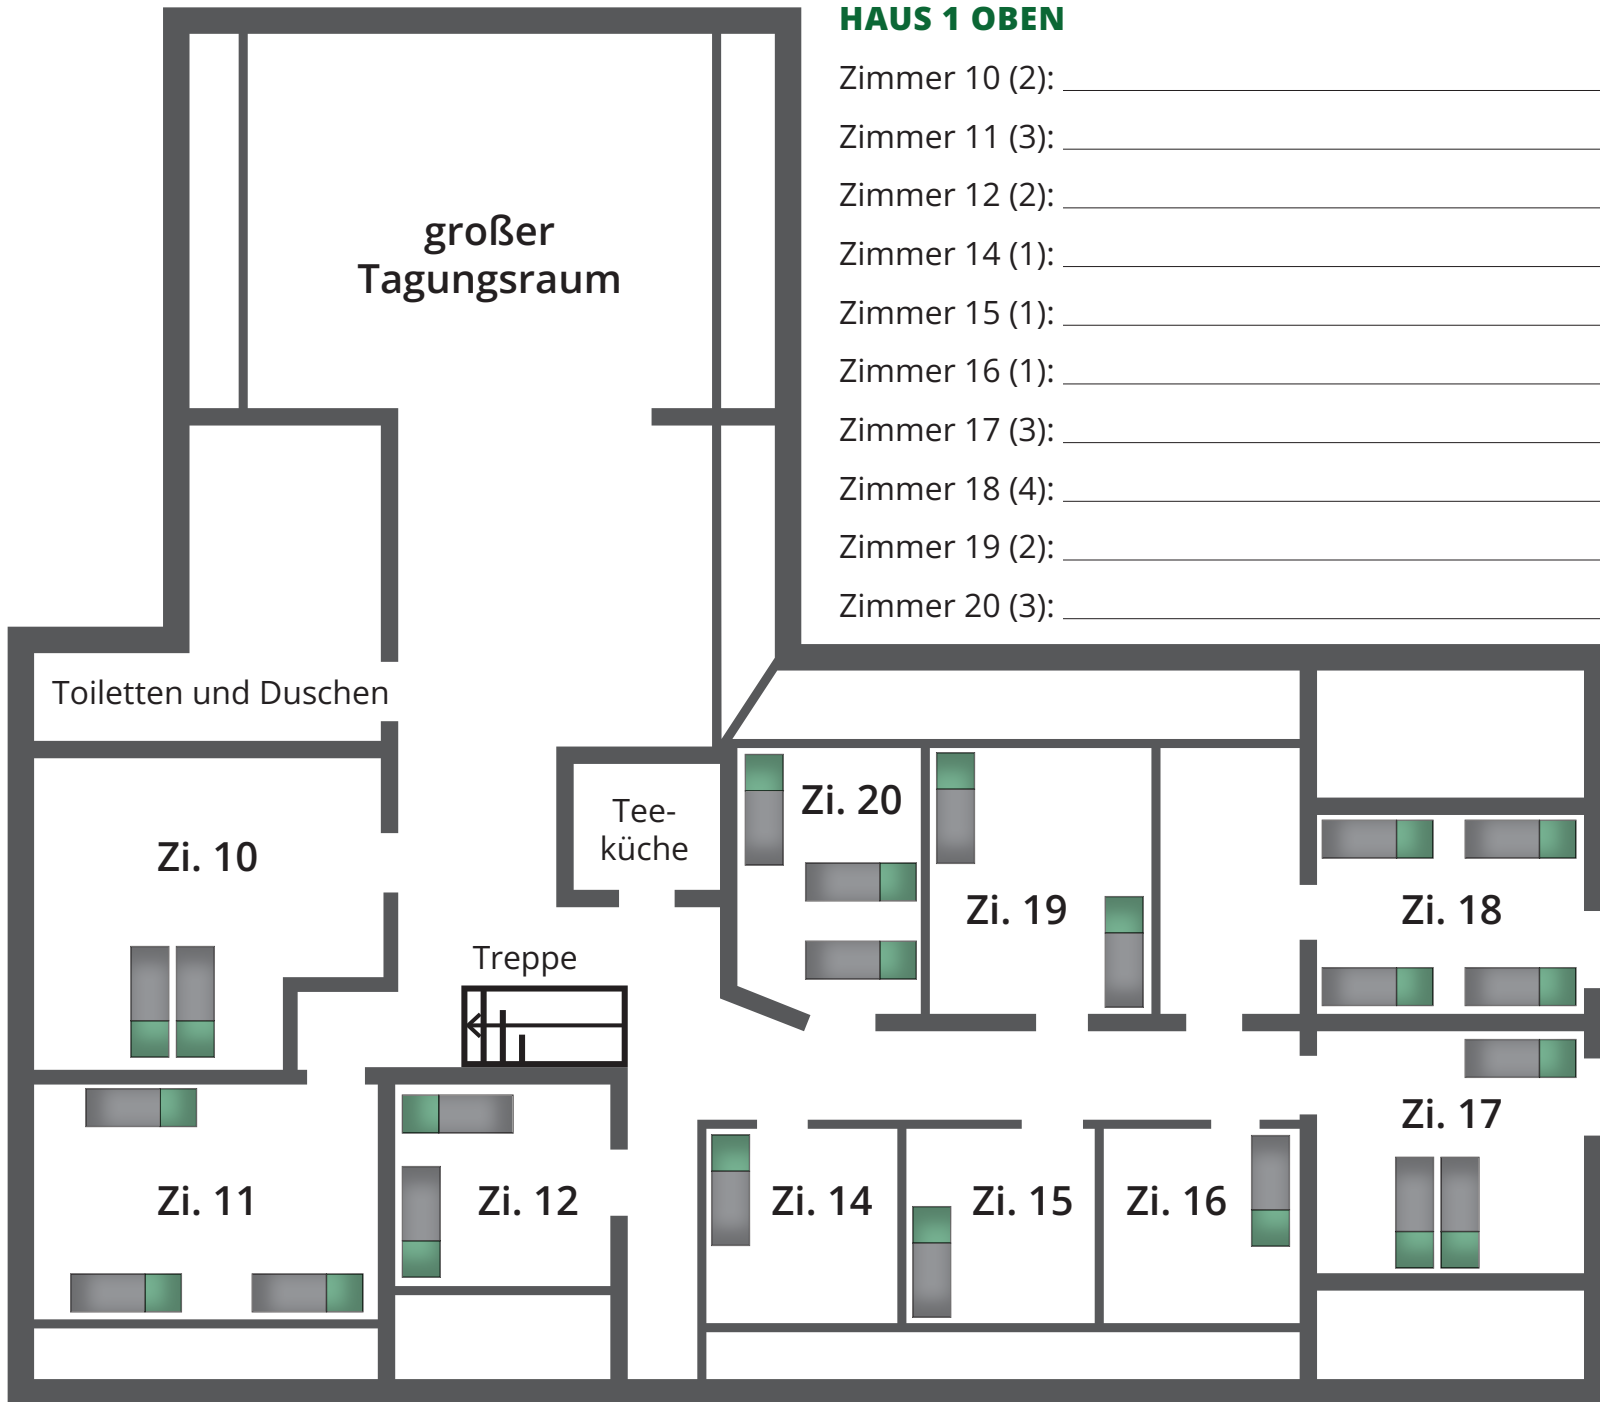 HAUS 1 OBEN
Zimmer 10 (2):
Zimmer 11 (3):
Zimmer 12 (2):
Zimmer 14 (1):
Zimmer 15 (1):
Zimmer 16 (1):
Zimmer 17 (3):
Zimmer 18 (4):
Zimmer 19 (2):
Zimmer 20 (3):
großer
Tagungsraum
Toiletten und Duschen
Zi. 10
Tee-
küche
Zi. 20
Zi. 19
Zi. 18
Treppe
Zi. 17
Zi. 11
Zi. 12
Zi. 14
Zi. 15
Zi. 16